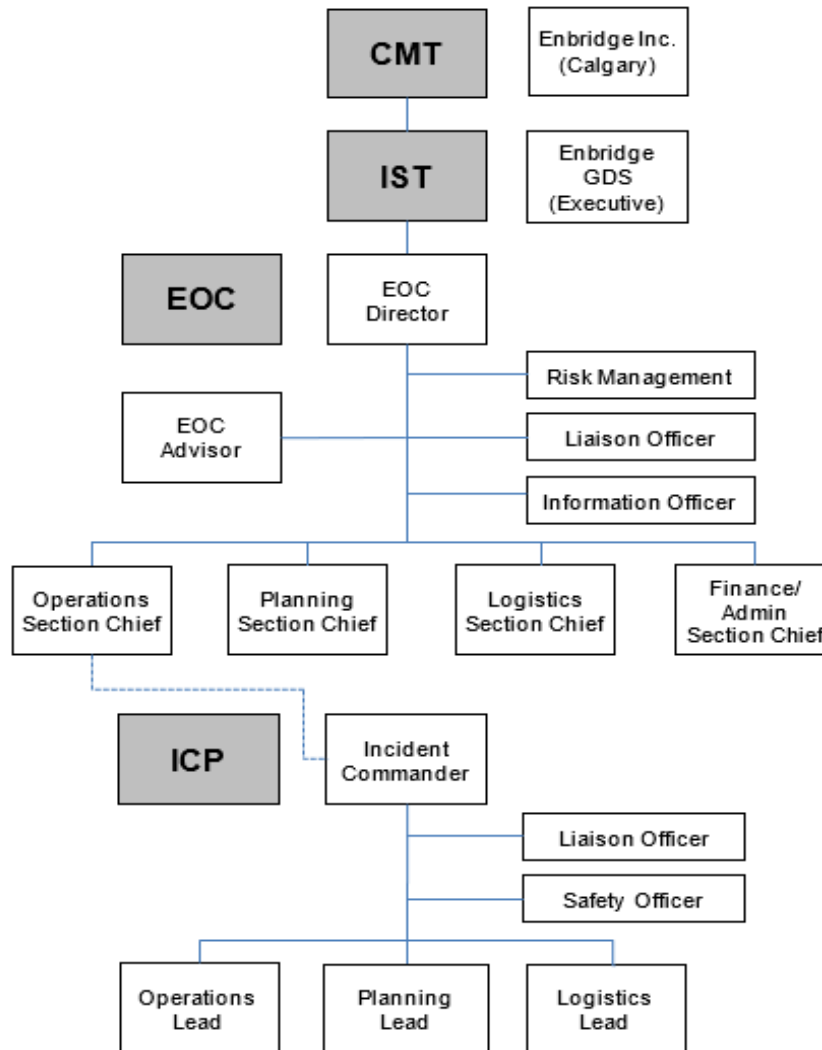 CMT
Enbridge Inc.
(Calgary)
IST
Enbridge
GDS
(Executive)
EOC
EOC
Director
Risk Management
EOC
Advisor
Liaison Officer
Information Officer
Operations
Section Chief
Planning
Section Chief
Logistics
Section Chief
Finance/
Admin
Section Chief
ICP
Incident
Commander
Liaison Officer
Safety Officer
Operations
Lead
Planning
Lead
Logistics
Lead